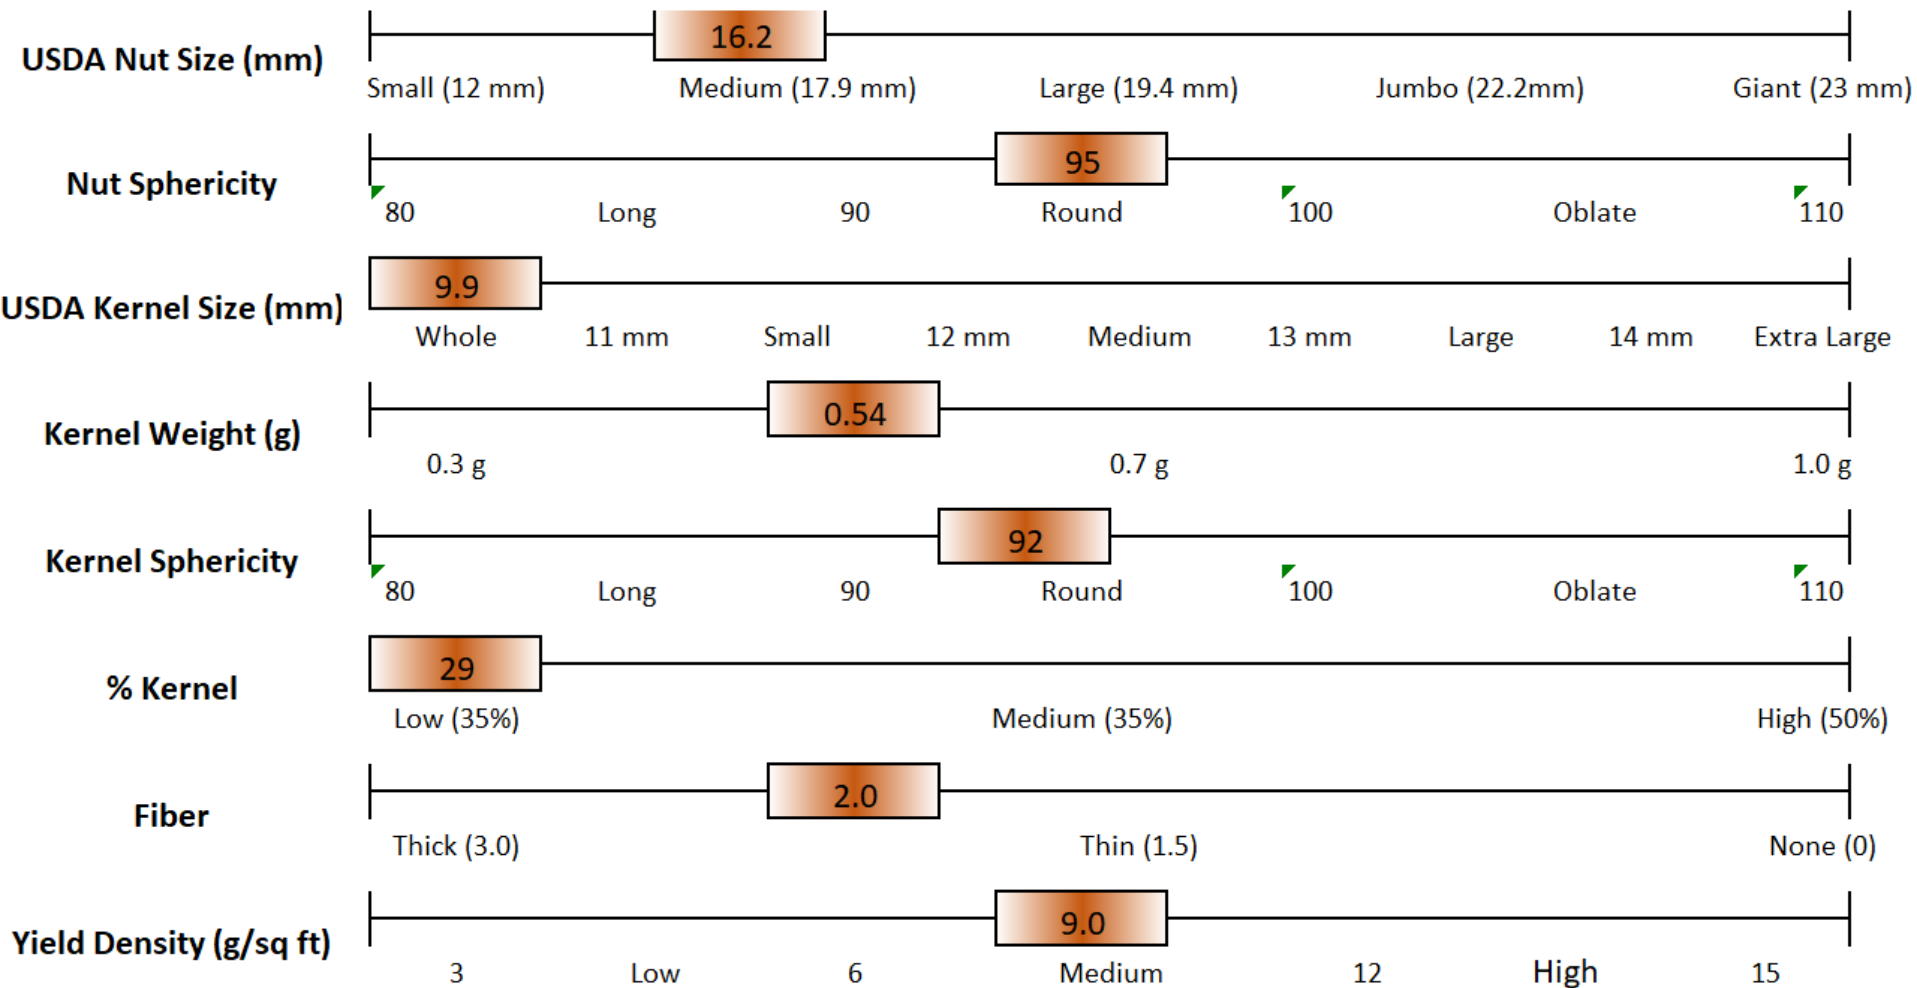 USDA Nut Size (mm)
16.2
Small (12 mm) Medium (17.9 mm) Large (19.4 mm) Jumbo (22.2mm) Giant (23 mm)
Nut Sphericity
95
80 Long 90 Round 100 Oblate 110
USDA Kernel Size (mm)
9.9
Whole 11 mm Small 12 mm Medium 13 mm Large 14 mm Extra Large
Kernel Weight (g)
0.54
0.3 g 0.7 g 1.0 g
Kernel Sphericity
92
80 Long 90 Round 100 Oblate 110
% Kernel
29
Low (35%) Medium (35%) High (50%)
Fiber
2.0
Thick (3.0) Thin (1.5) None (0)
Yield Density (g/sq ft)
9.0
3 Low 6 Medium 12 High 15